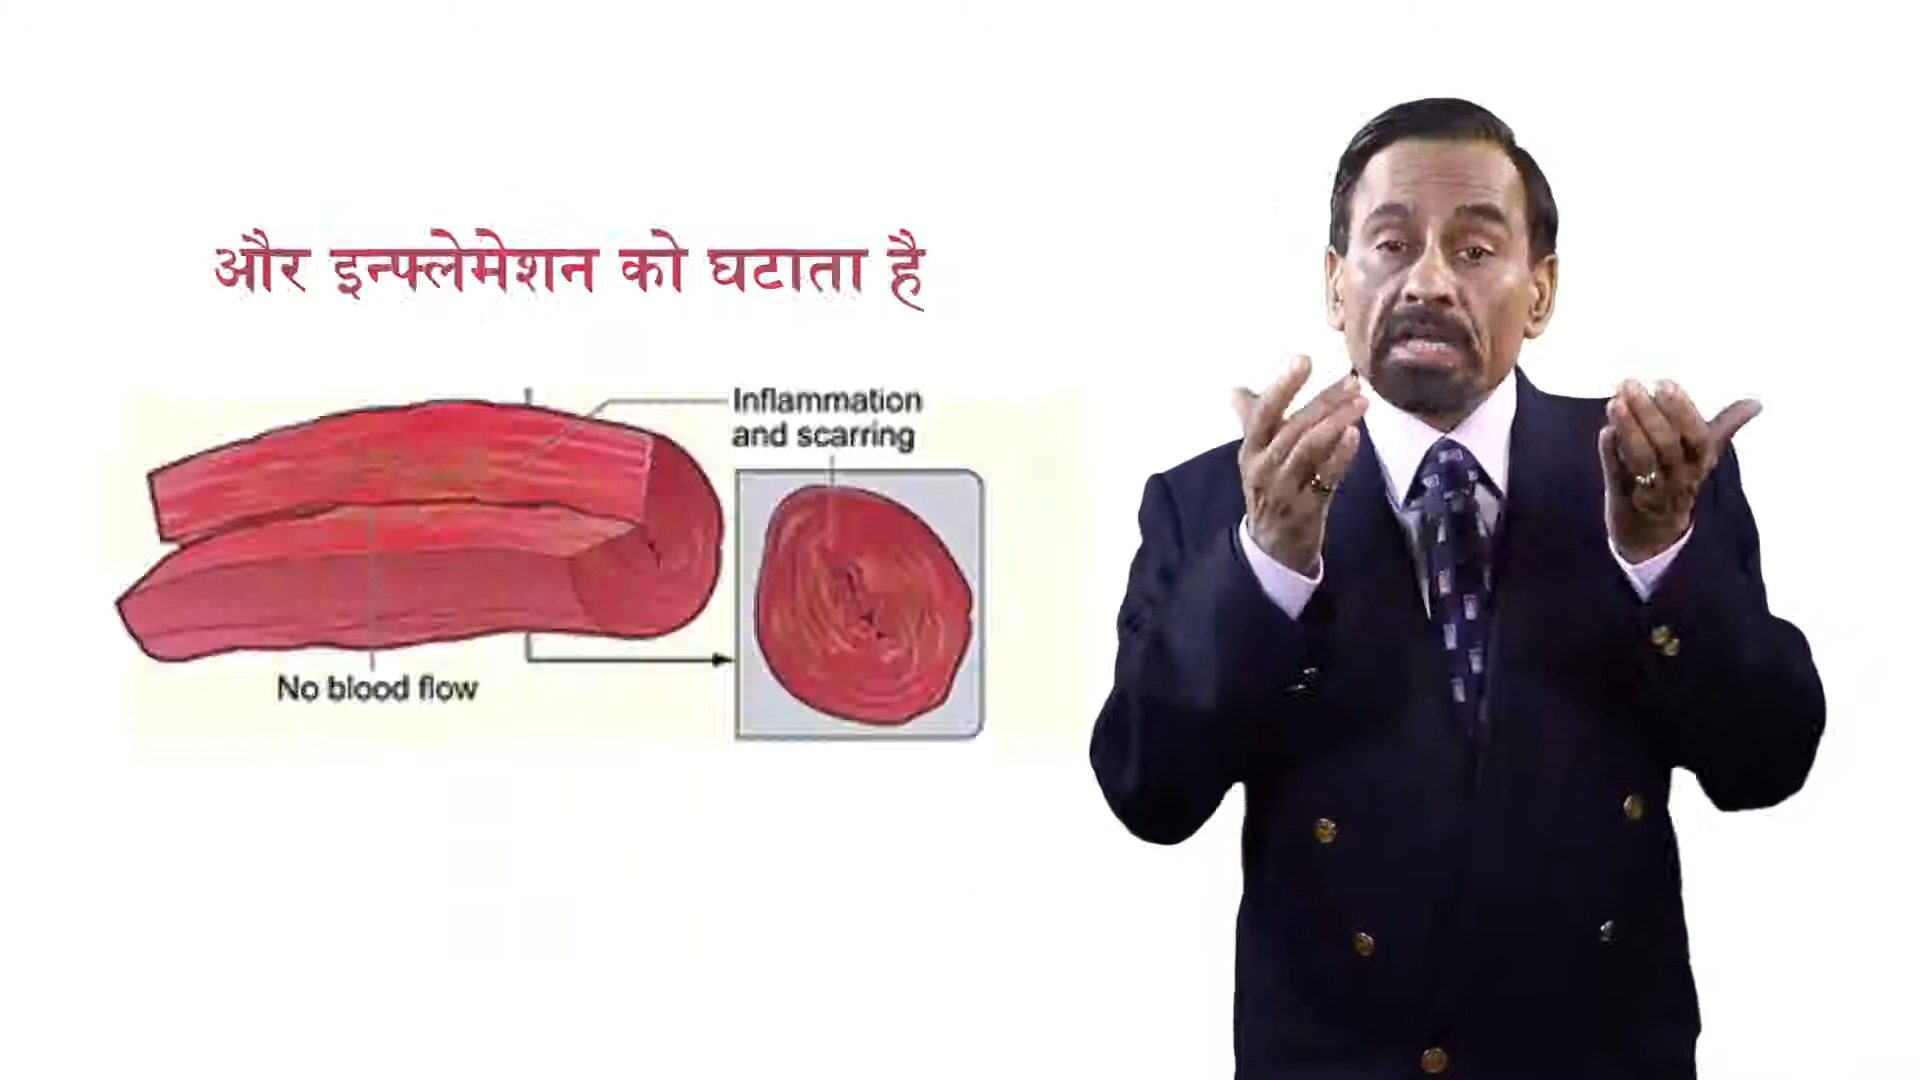 और इन्फ्लेमेशन को घटाता है
Inflammation
and scarring
No blood flow